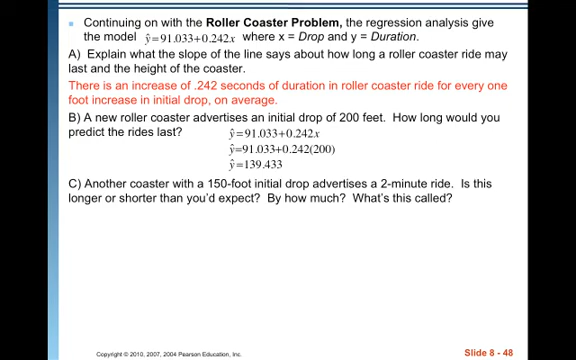 Continuing on with the Roller Coaster Problem, the regression analysis give
the model ŷ = 91.033+0.242x where x = Drop and y = Duration.
A) Explain what the slope of the line says about how long a roller coaster ride may
last and the height of the coaster.
There is an increase of .242 seconds of duration in roller coaster ride for every one
foot increase in initial drop, on average.
B) A new roller coaster advertises an initial drop of 200 feet. How long would you
predict the rides last?
ŷ = 91.033+0.242x
ŷ=91.033+0.242(200)
ŷ=139.433
C) Another coaster with a 150-foot initial drop advertises a 2-minute ride. Is this
longer or shorter than you'd expect? By how much? What's this called?
Copyright © 2010, 2007, 2004 Pearson Education, Inc.
Slide 8 - 48